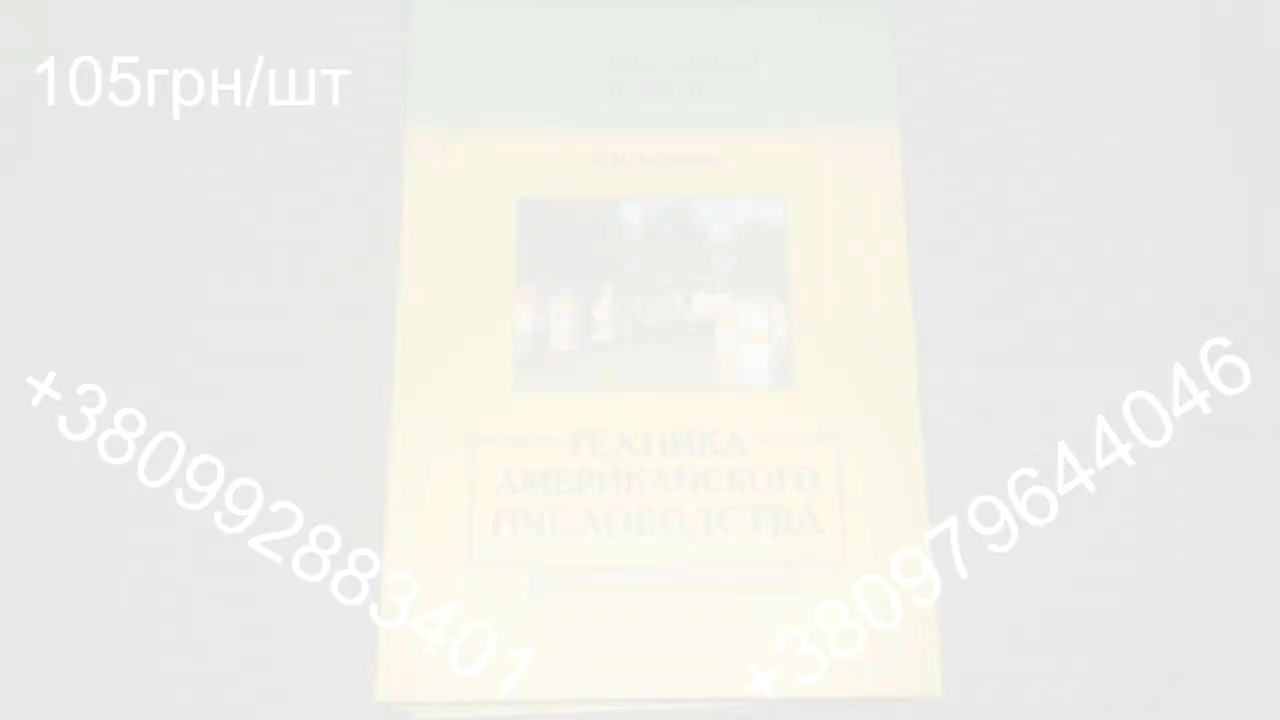 105грн/шт
ТЕХНИКА
АМЕРИКАНСКОГО
ПЧЕЛОВОДСТВА
+380992883401
+380979644046